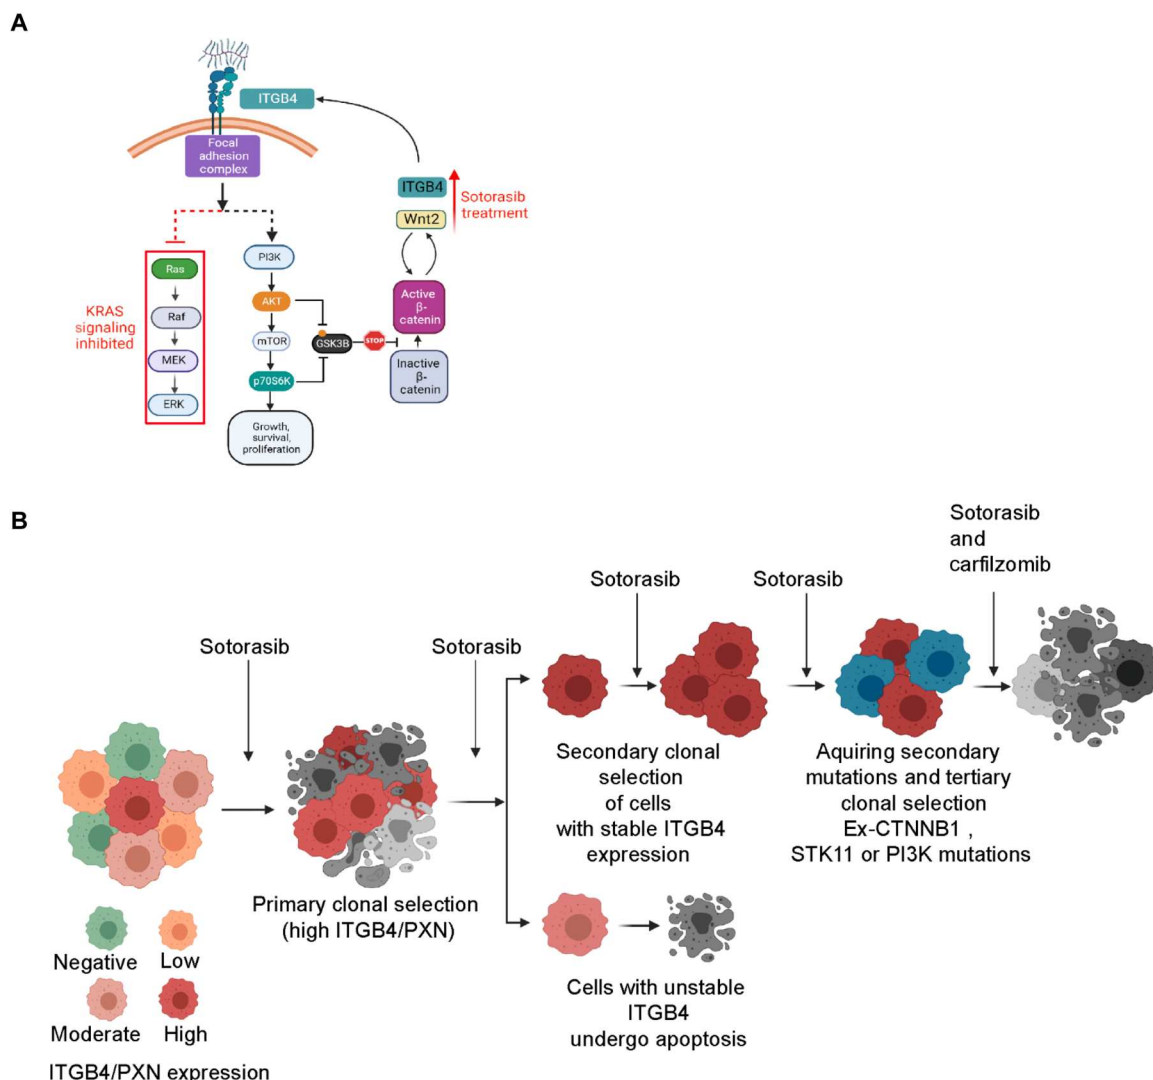 A
ITGB4
Focal
adhesion
complex
ITGB4
Wnt2
Sotorasib
treatment
KRAS
signaling
inhibited
Ras
Raf
MEK
ERK
PI3K
AKT
mTOR
p70S6K
GSK3B
STOP
Active
β-
catenin
Inactive
β-
catenin
Growth,
survival,
proliferation
B
Sotorasib
Sotorasib
Sotorasib
Sotorasib
Sotorasib
and
carfilzomib
Primary clonal selection
(high ITGB4/PXN)
Secondary clonal
selection
of cells
with stable ITGB4
expression
Aquiring secondary
mutations and tertiary
clonal selection
Ex-CTNNB1 ,
STK11 or PI3K mutations
Cells with unstable
ITGB4
undergo apoptosis
Negative
Low
Moderate
High
ITGB4/PXN expression